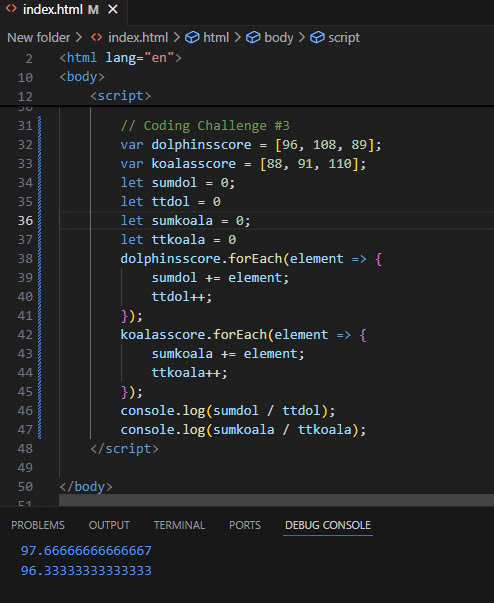 index.html M
New folder > index.html > html > body > script
2 <html lang="en">
10 <body>
12 <script>
31 // Coding Challenge #3
32 var dolphinsscore = [96, 108, 89];
33 var koalasscore = [88, 91, 110];
34 let sumdol = 0;
35 let ttdol = 0
36 let sumkoala = 0;
37 let ttkoala = 0
38 dolphinsscore.forEach(element => {
39 sumdol += element;
40 ttdol++;
41 });
42 koalasscore.forEach(element => {
43 sumkoala += element;
44 ttkoala++;
45 });
46 console.log(sumdol / ttdol);
47 console.log(sumkoala / ttkoala);
48 </script>
49
50 </body>
51
PROBLEMS OUTPUT TERMINAL PORTS DEBUG CONSOLE
97.66666666666667
96.33333333333333